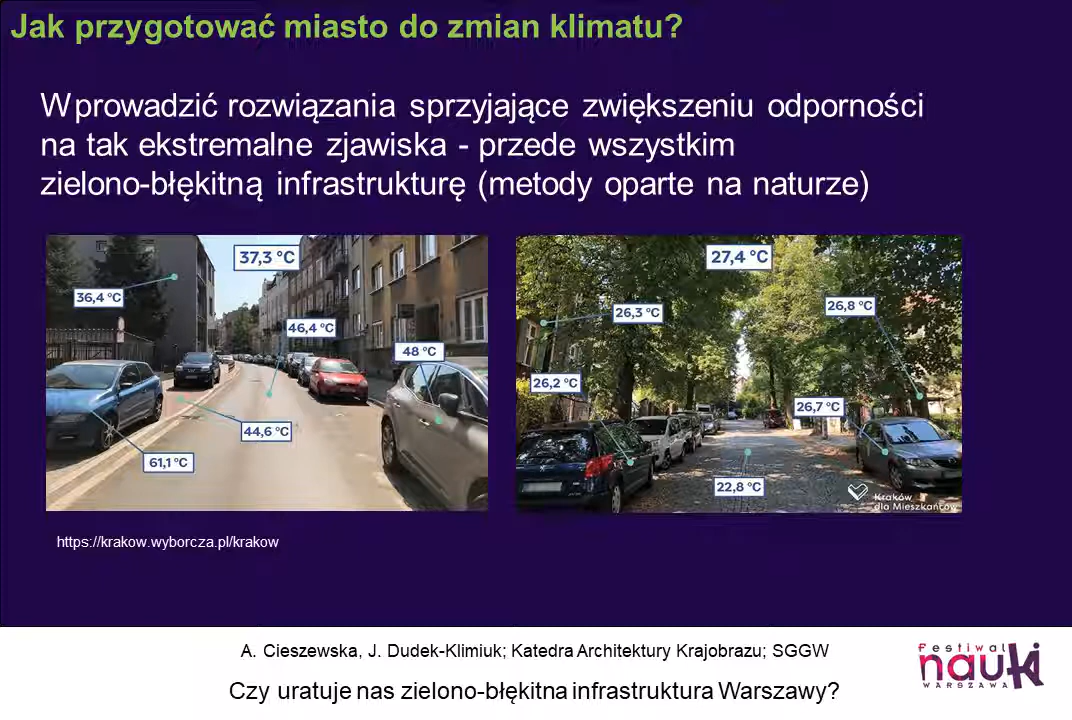 Jak przygotować miasto do zmian klimatu?
Wprowadzić rozwiązania sprzyjające zwiększeniu odporności
na tak ekstremalne zjawiska - przede wszystkim
zielono-błękitną infrastrukturę (metody oparte na naturze)
37,3 °C
36,4 °C
46,4 °C
48 °C
44,6 °C
61,1 °C
27,4 °C
26,3 °C
26,8 °C
26,2 °C
26,7 °C
22,8 °C
Kraków
dla Mieszkańców
https://krakow.wyborcza.pl/krakow
A. Cieszewska, J. Dudek-Klimiuk; Katedra Architektury Krajobrazu; SGGW
Czy uratuje nas zielono-błękitna infrastruktura Warszawy?
Festiwal
nauki
WARSZAWA